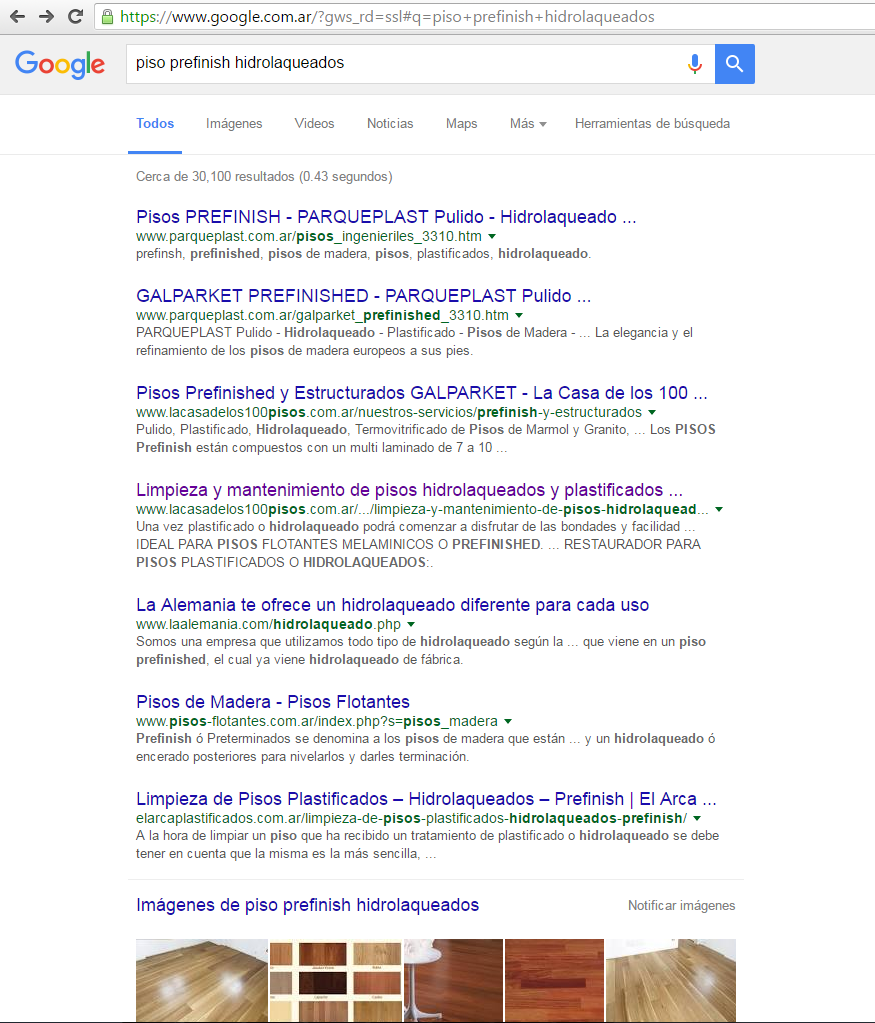 https://www.google.com.ar/?gws_rd=ssl#q=piso+prefinish+hidrolaqueados
Google
piso prefinish hidrolaqueados
Todos Imágenes Videos Noticias Maps Más Herramientas de búsqueda
Cerca de 30,100 resultados (0.43 segundos)
Pisos PREFINISH - PARQUEPLAST Pulido - Hidrolaqueado ...
www.parqueplast.com.ar/pisos_ingenieriles_3310.htm
prefinsh, prefinished, pisos de madera, pisos, plastificados, hidrolaqueado.
GALPARKET PREFINISHED - PARQUEPLAST Pulido ...
www.parqueplast.com.ar/galparket_prefinished_3310.htm
PARQUEPLAST Pulido - Hidrolaqueado - Plastificado - Pisos de Madera - ... La elegancia y el
refinamiento de los pisos de madera europeos a sus pies.
Pisos Prefinished y Estructurados GALPARKET - La Casa de los 100 ...
www.lacasadelos100pisos.com.ar/nuestros-servicios/prefinish-y-estructurados
Pulido, Plastificado, Hidrolaqueado, Termovitrificado de Pisos de Marmol y Granito, ... Los PISOS
Prefinish están compuestos con un multi laminado de 7 a 10 ...
Limpieza y mantenimiento de pisos hidrolaqueados y plastificados ...
www.lacasadelos100pisos.com.ar/.../limpieza-y-mantenimiento-de-pisos-hidrolaquead...
Una vez plastificado o hidrolaqueado podrá comenzar a disfrutar de las bondades y facilidad ...
IDEAL PARA PISOS FLOTANTES MELAMINICOS O PREFINISHED. ... RESTAURADOR PARA
PISOS PLASTIFICADOS O HIDROLAQUEADOS:.
La Alemania te ofrece un hidrolaqueado diferente para cada uso
www.laalemania.com/hidrolaqueado.php
Somos una empresa que utilizamos todo tipo de hidrolaqueado según la ... que viene en un piso
prefinished, el cual ya viene hidrolaqueado de fábrica.
Pisos de Madera - Pisos Flotantes
www.pisos-flotantes.com.ar/index.php?s=pisos_madera
Prefinish ó Preterminados se denomina a los pisos de madera que están ... y un hidrolaqueado ó
encerado posteriores para nivelarlos y darles terminación.
Limpieza de Pisos Plastificados – Hidrolaqueados – Prefinish | El Arca ...
elarcaplastificados.com.ar/limpieza-de-pisos-plastificados-hidrolaqueados-prefinish/
A la hora de limpiar un piso que ha recibido un tratamiento de plastificado o hidrolaqueado se debe
tener en cuenta que la misma es la más sencilla, ...
Imágenes de piso prefinish hidrolaqueados Notificar imágenes